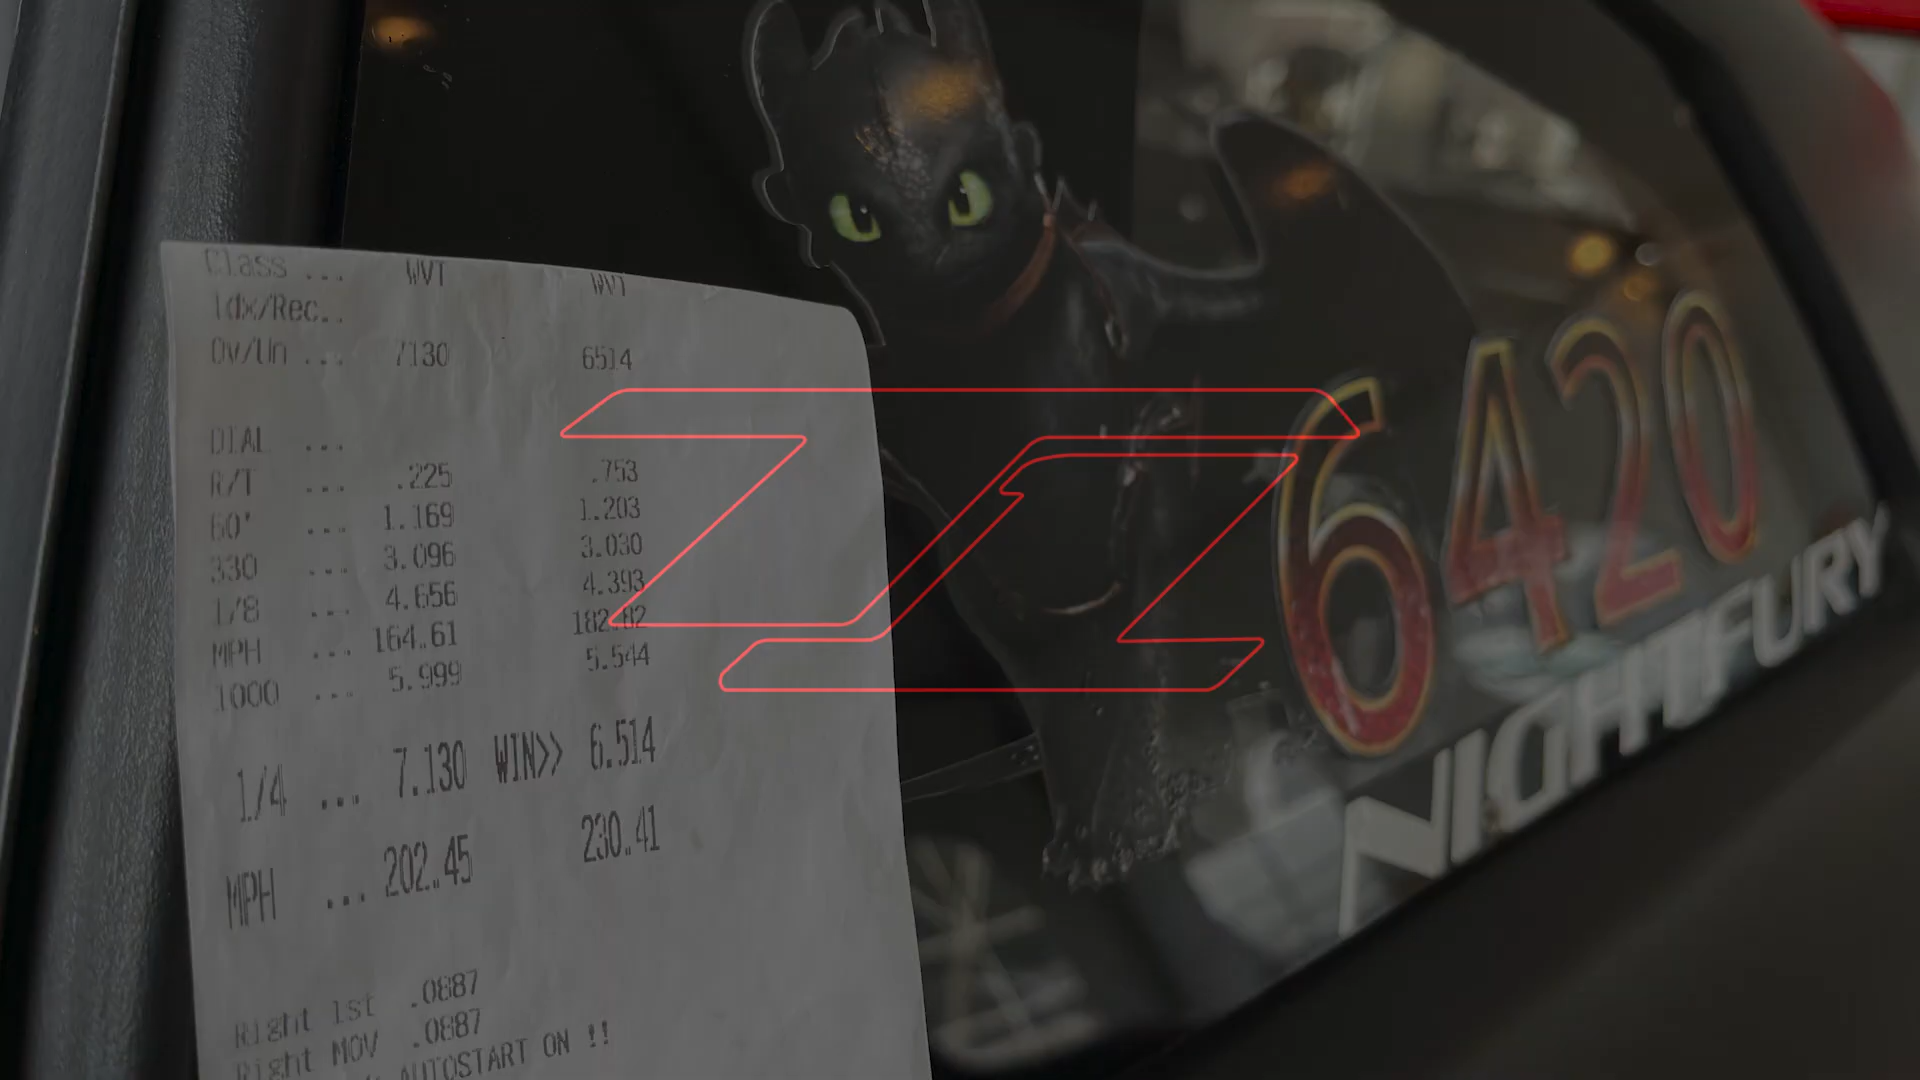 Class ... WVT WVT
Idx/Rec..
Ov/Un ... 7130 6514
DIAL ...
R/T ... .225 .753
60' ... 1.169 1.203
330 ... 3.096 3.030
1/8 ... 4.656 4.393
MPH ... 164.61 182.82
1000 ... 5.999 5.544
1/4 ... 7.130 WIN>> 6.514
MPH ... 202.45 230.41
Right 1st .0887
Right MOV .0887
AUTOSTART ON !!
6420
NIGHTFURY